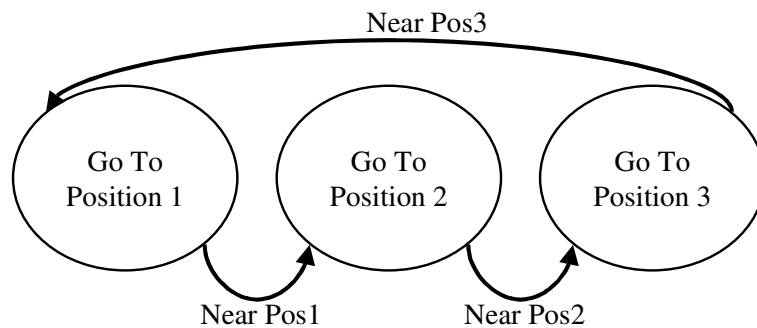 Near Pos3
Go To
Position 1
Go To
Position 2
Go To
Position 3
Near Pos1
Near Pos2